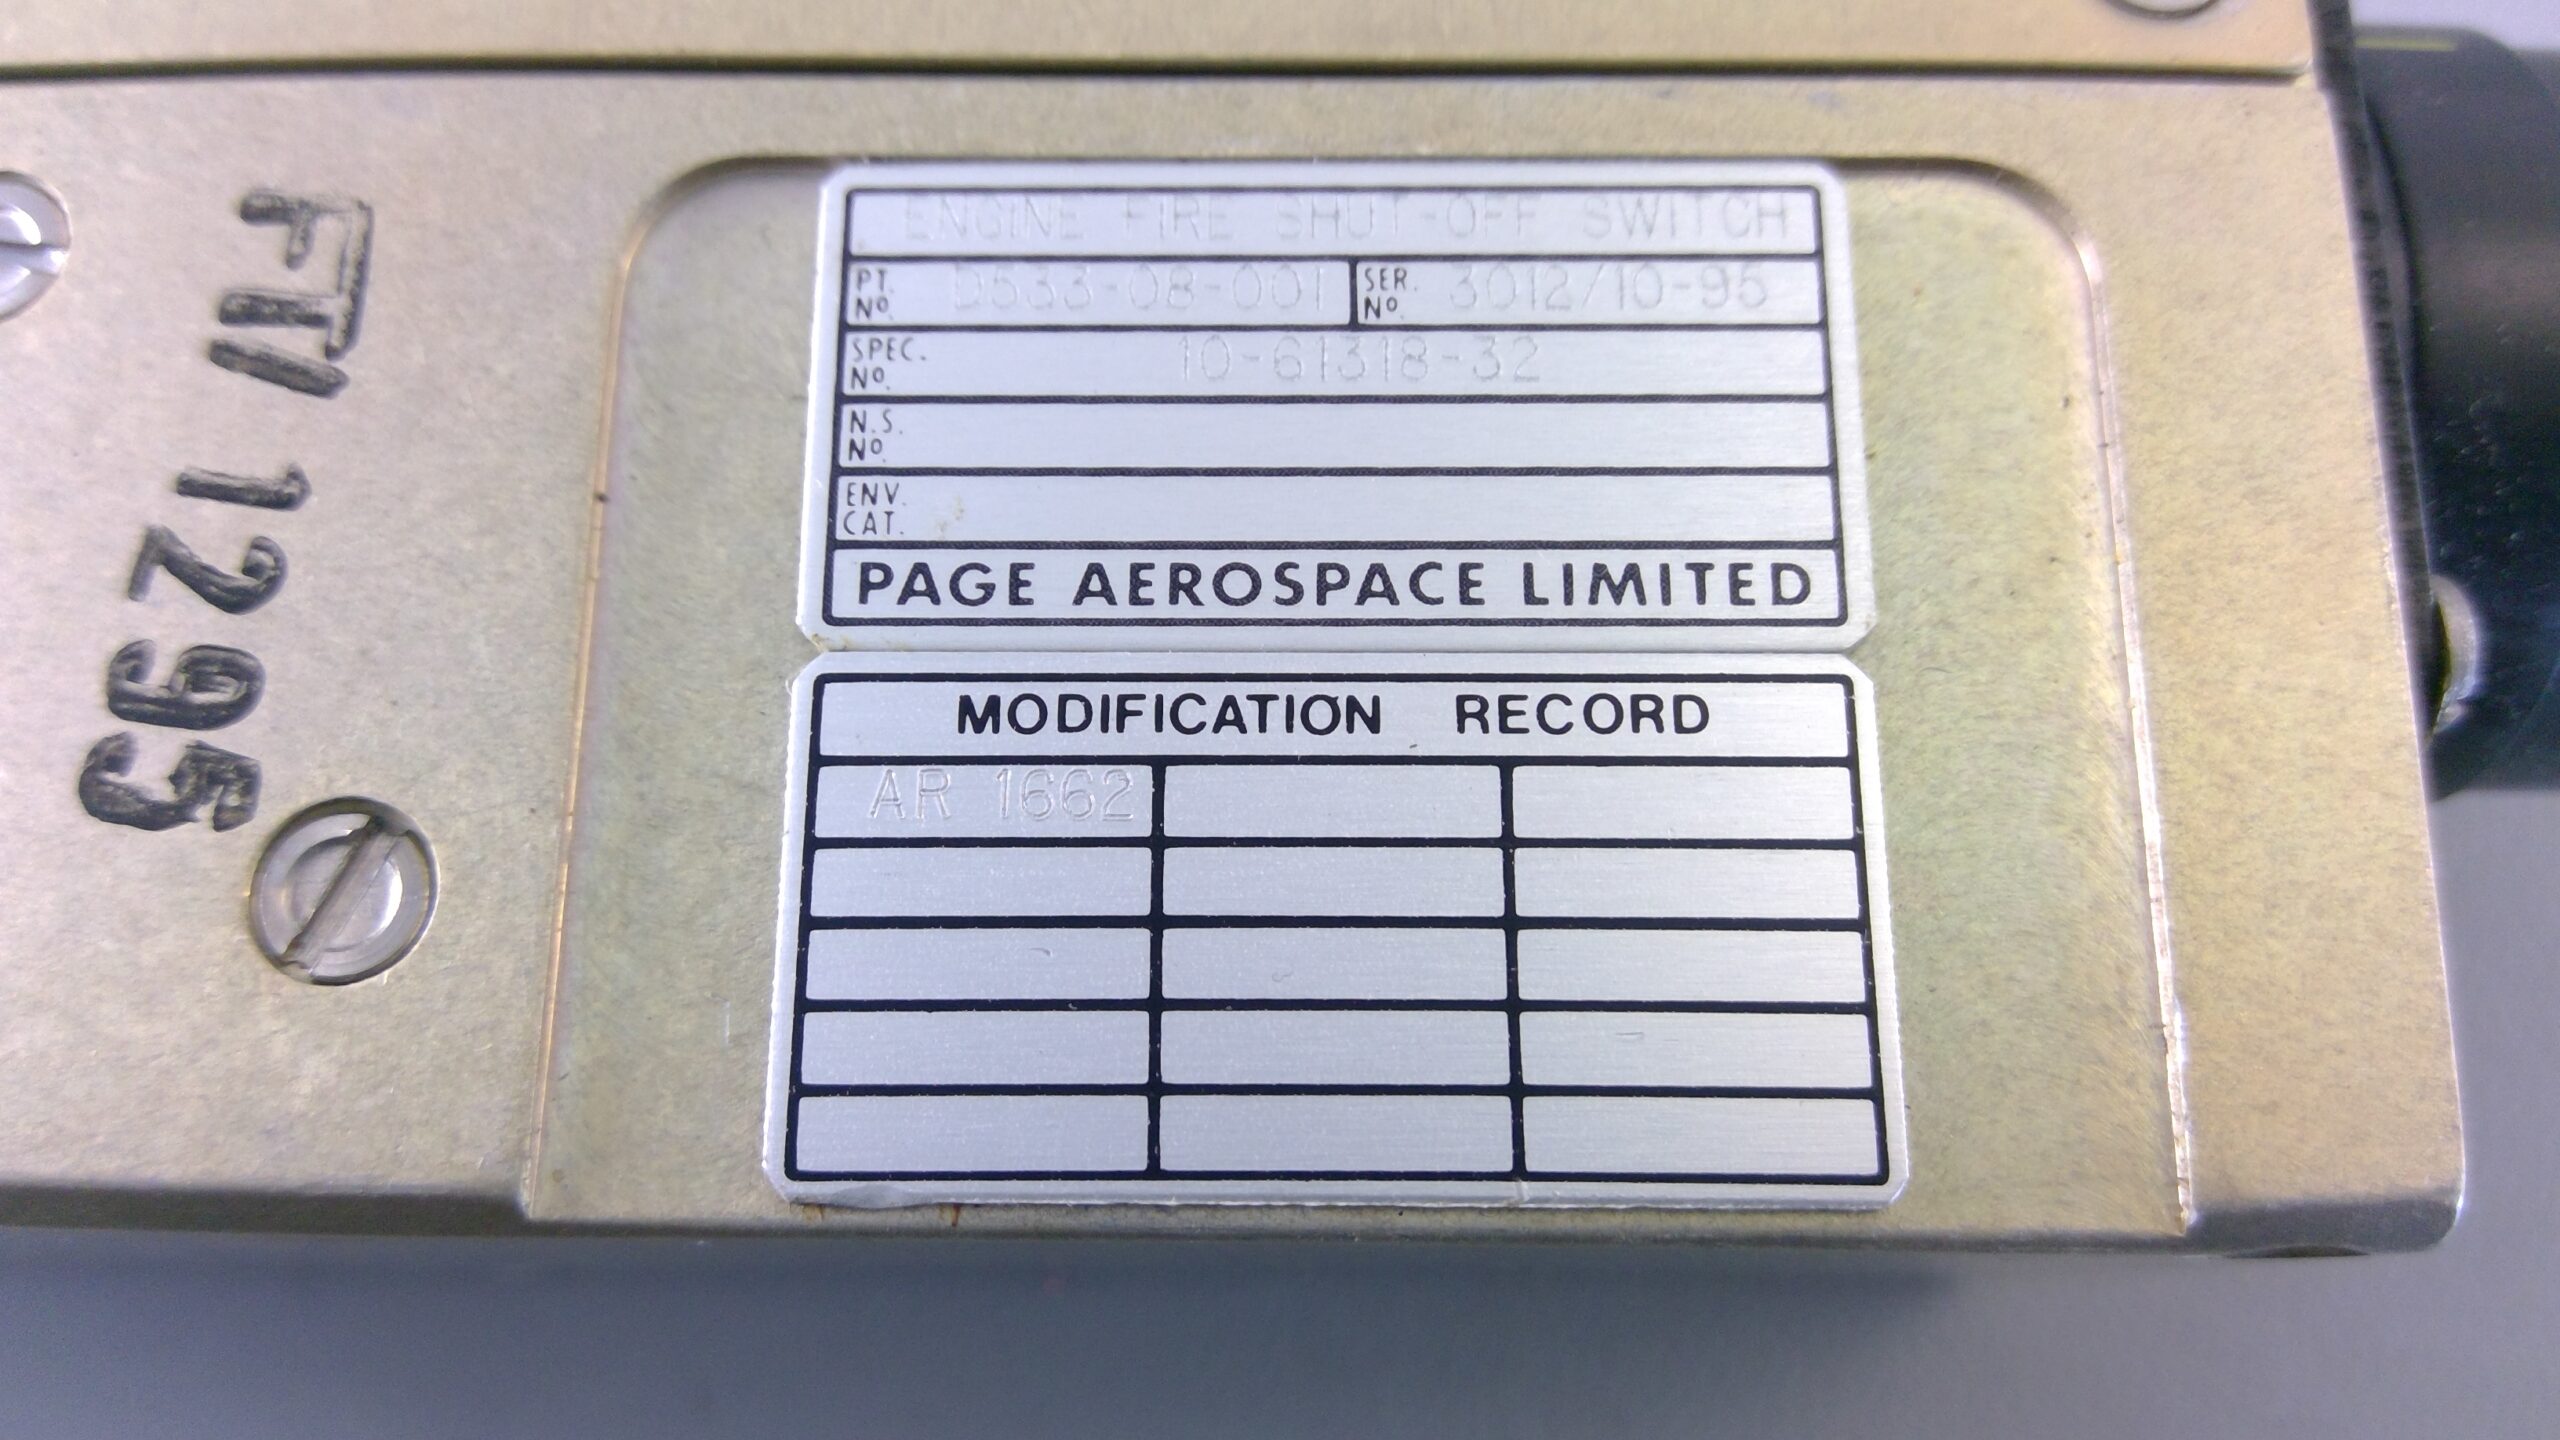 ENGINE FIRE SHUT-OFF SWITCH
PT. No. D533-08-001 SER. No. 3012/10-95
SPEC. No. 10-61318-32
N.S. No.
ENV. CAT.
PAGE AEROSPACE LIMITED
MODIFICATION RECORD
AR 1662
FTI 1295